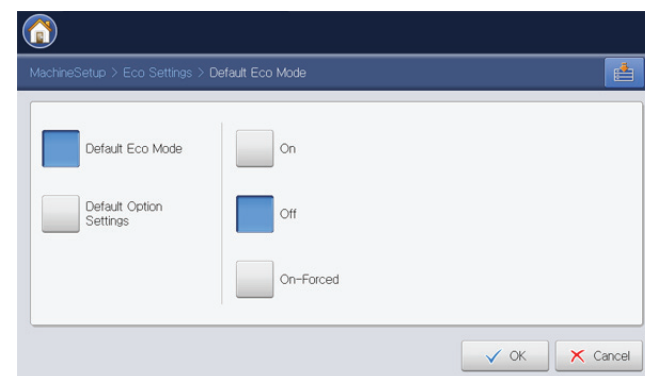 MachineSetup > Eco Settings > Default Eco Mode
Default Eco Mode
On
Default Option
Settings
Off
On-Forced
OK
Cancel